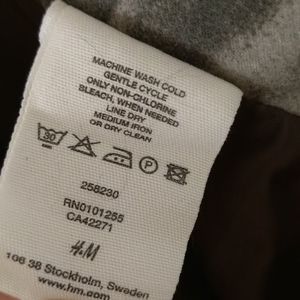 MACHINE WASH COLD
GENTLE CYCLE
ONLY NON-CHLORINE
BLEACH, WHEN NEEDED
LINE DRY
MEDIUM IRON
OR DRY CLEAN
30
P
258230
RN0101255
CA42271
H&M
106 38 Stockholm, Sweden
www.hm.com